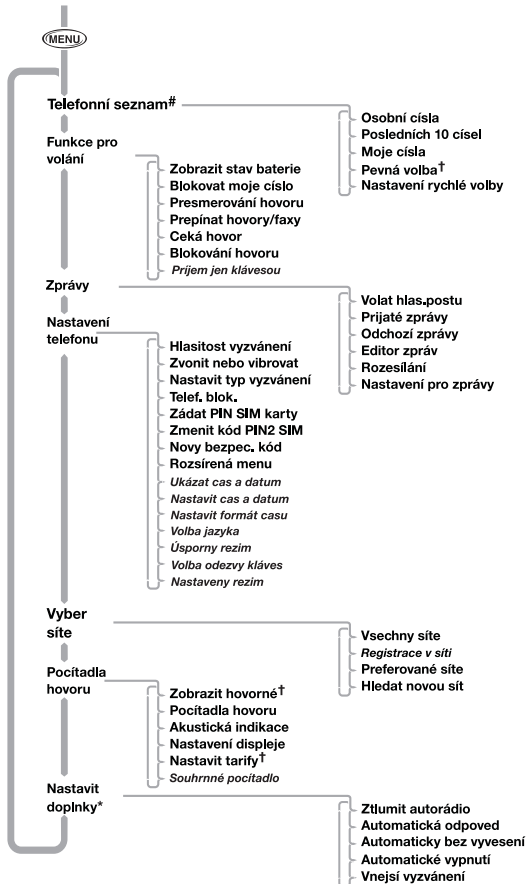 MENU
Telefonní seznam#
Osobní císla
Posledních 10 císel
Moje císla
Pevná volba†
Nastavení rychlé volby
Funkce pro
volání
Zobrazit stav baterie
Blokovat moje císlo
Presmerování hovoru
Prepínat hovory/faxy
Ceká hovor
Blokování hovoru
Príjem jen klávesou
Zprávy
Volat hlas.postu
Prijaté zprávy
Odchozí zprávy
Editor zpráv
Rozesílání
Nastavení pro zprávy
Nastavení
telefonu
Hlasitost vyzvánení
Zvonit nebo vibrovat
Nastavit typ vyzvánení
Telef. blok.
Zádat PIN SIM karty
Zmenit kód PIN2 SIM
Novy bezpec. kód
Rozsírená menu
Ukázat cas a datum
Nastavit cas a datum
Nastavit formát casu
Volba jazyka
Úsporny rezim
Volba odezvy kláves
Nastaveny rezim
Vyber
síte
Vsechny síte
Registrace v síti
Preferované síte
Hledat novou sít
Pocítadla
hovoru
Zobrazit hovorné†
Pocítadla hovoru
Akustická indikace
Nastavení displeje
Nastavit tarify†
Souhrnné pocítadlo
Nastavit
doplnky*
Ztlumit autorádio
Automatická odpoved
Automaticky bez vyvesení
Automatické vypnutí
Vnejsí vyzvánení